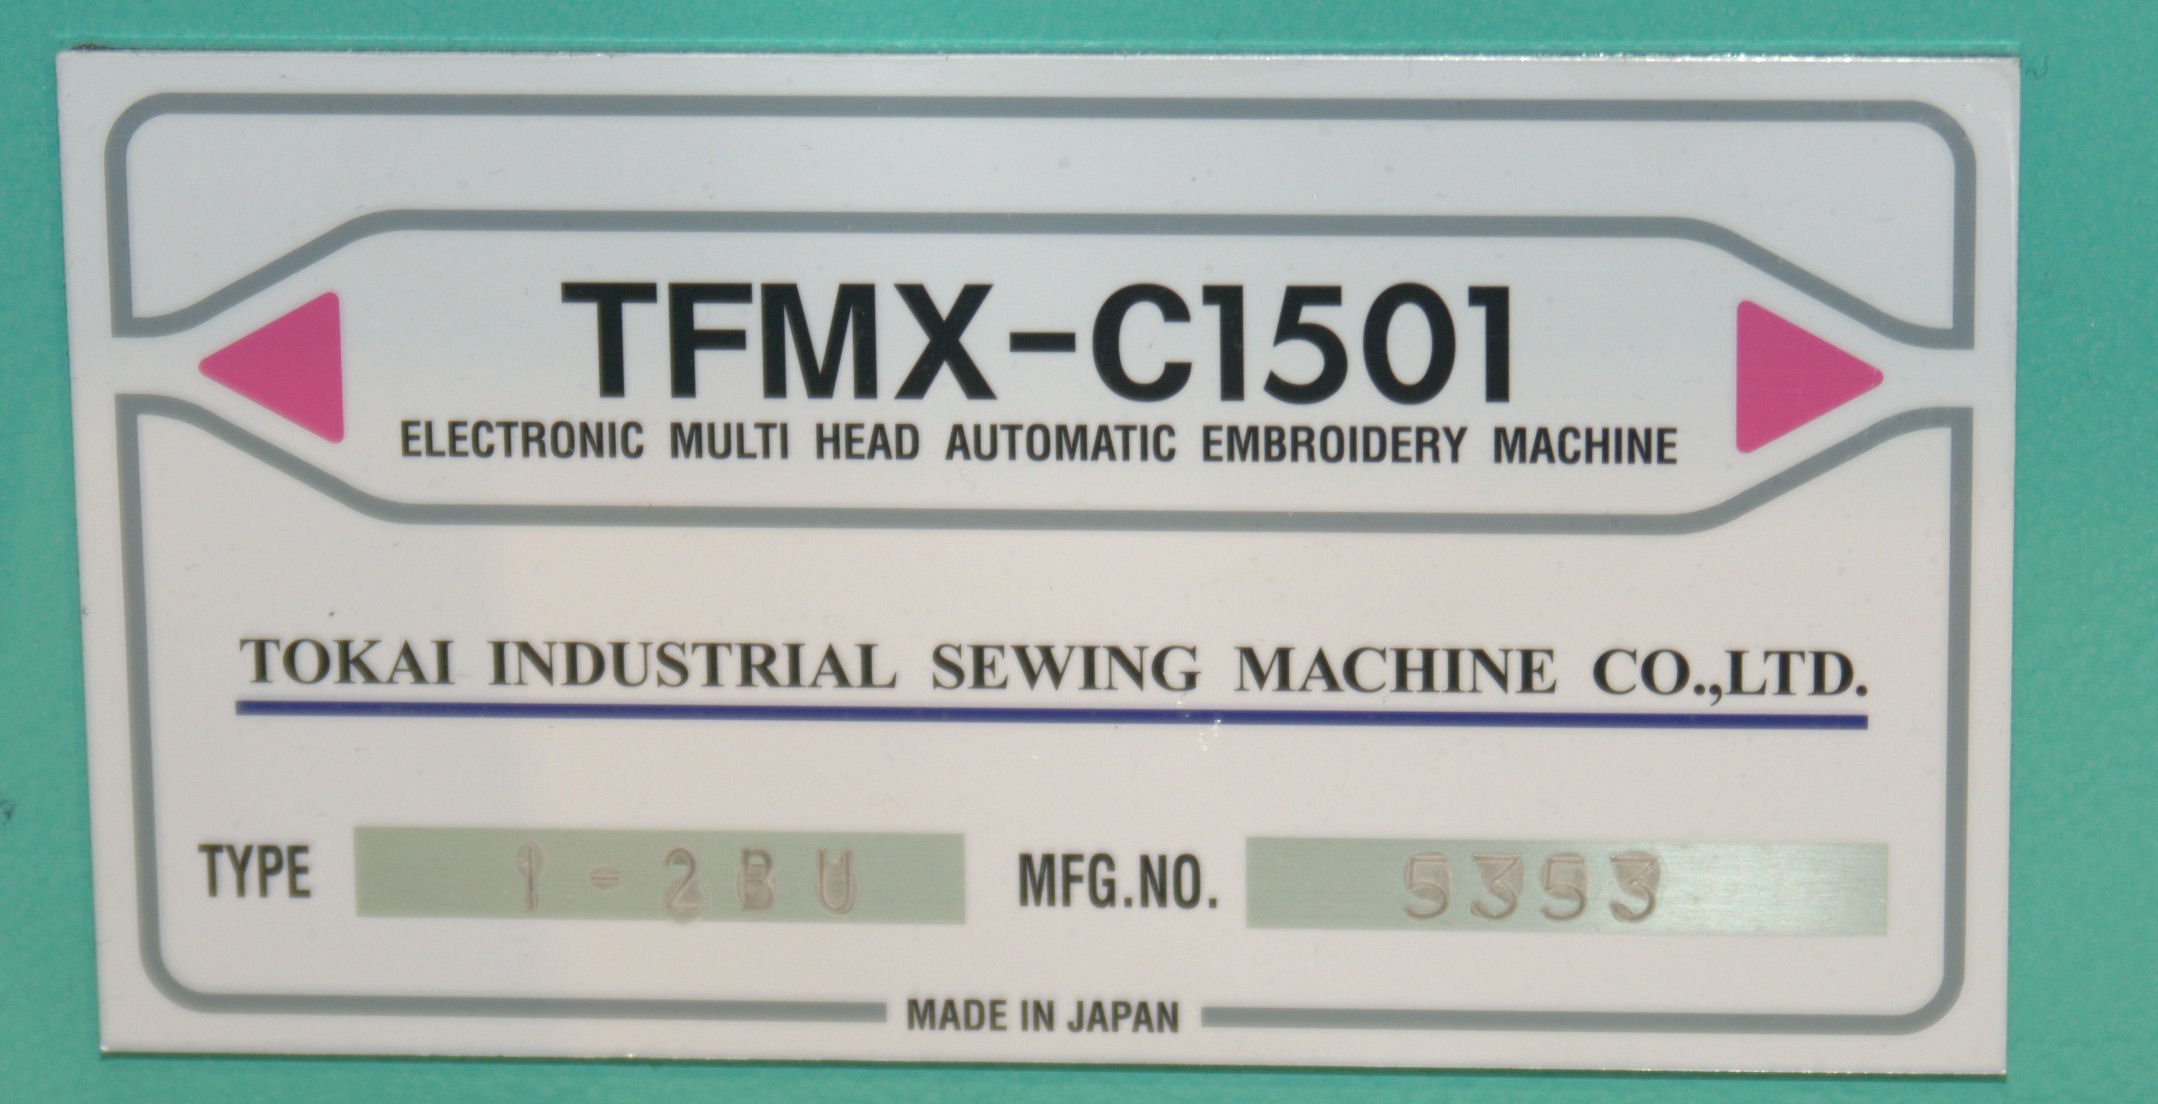 TFMX-C1501
ELECTRONIC MULTI HEAD AUTOMATIC EMBROIDERY MACHINE
TOKAI INDUSTRIAL SEWING MACHINE CO.,LTD.
TYPE 1-2BU MFG.NO. 5353
MADE IN JAPAN